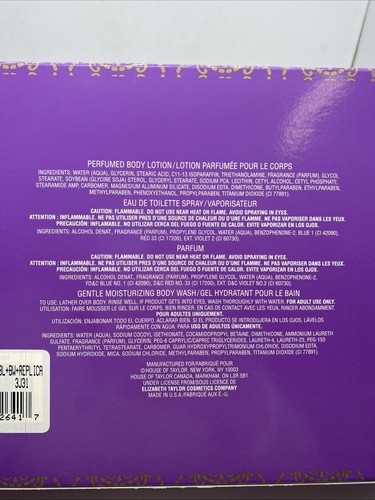 PERFUMED BODY LOTION/LOTION PARFUMÉE POUR LE CORPS
INGREDIENTS: WATER (AQUA), GLYCERIN, STEARIC ACID, C11-13 ISOPARAFFIN, TRIETHANOLAMINE, FRAGRANCE (PARFUM), GLYCOL
STEARATE, SOYBEAN (GLYCINE SOJA) STEROL, GLYCERYL STEARATE, SODIUM PCA, LECITHIN, CETYL ALCOHOL, CETYL PHOSPHATE,
STEARAMIDE AMP, CARBOMER, MAGNESIUM ALUMINUM SILICATE, DISODIUM EDTA, DIMETHICONE, BUTYLPARABEN, ETHYLPARABEN,
METHYLPARABEN, PHENOXYETHANOL, PROPYLPARABEN, TITANIUM DIOXIDE (CI 77891).
EAU DE TOILETTE SPRAY/VAPORISATEUR
CAUTION: FLAMMABLE. DO NOT USE NEAR HEAT OR FLAME. AVOID SPRAYING IN EYES.
ATTENTION : INFLAMMABLE. NE PAS UTILISER PRES D'UNE SOURCE DE CHALEUR OU D'UNE FLAMME. NE PAS VAPORISER DANS LES YEUX.
PRECAUCIÓN: INFLAMABLE. NO UTILIZAR CERCA DEL FUEGO O FUENTE DE CALOR. EVITE VAPORIZAR EN LOS OJOS.
INGREDIENTS: ALCOHOL DENAT., FRAGRANCE (PARFUM), PROPYLENE GLYCOL, WATER (AQUA), BENZOPHENONE-2, BLUE 1 (CI 42090),
RED 33 (CI 17200), EXT. VIOLET 2 (CI 60730).
PARFUM
CAUTION: FLAMMABLE. DO NOT USE NEAR HEAT OR FLAME. AVOID SPRAYING IN EYES.
ATTENTION : INFLAMMABLE. NE PAS UTILISER PRES D'UNE SOURCE DE CHALEUR OU D'UNE FLAMME. NE PAS VAPORISER DANS LES YEUX.
PRECAUCIÓN: INFLAMABLE. NO UTILIZAR CERCA DEL FUEGO O FUENTE DE CALOR. EVITE VAPORIZAR EN LOS OJOS.
INGREDIENTS: ALCOHOL DENAT., FRAGRANCE (PARFUM), PROPYLENE GLYCOL, WATER (AQUA), BENZOPHENONE-2,
FD&C BLUE NO. 1 (CI 42090), D&C RED NO. 33 (CI 17200), EXT. D&C VIOLET NO.2 (CI 60730).
GENTLE MOISTURIZING BODY WASH/GEL HYDRATANT POUR LE BAIN
TO USE: LATHER OVER BODY. RINSE WELL. IF PRODUCT GETS INTO EYES, WASH THOROUGHLY WITH WATER. FOR ADULT USE ONLY.
UTILISATION: FAIRE MOUSSER LE GEL SUR LE CORPS, BIEN RINCER. EN CAS DE CONTACT AVEC LES YEUX, RINCER ABONDAMMENT.
POUR ADULTES UNIQUEMENT.
UTILIZACIÓN: ENJABONAR TODO EL CUERPO. ACLARAR BIEN. SI EL PRODUCTO SE INTRODUJERA EN LOS OJOS, LÁVELOS
RÁPIDAMENTE CON AGUA. PARA USO DE ADULTOS ÚNICAMENTE.
INGREDIENTS: WATER (AQUA), SODIUM COCOYL ISETHIONATE, COCAMIDOPROPYL BETAINE, DIMETHICONE, AMMONIUM LAURETH
SULFATE, FRAGRANCE (PARFUM), GLYCERIN, PEG-6 CAPRYLIC/CAPRIC TRIGLYCERIDES, LAURETH-4, LAURETH-23, PEG-150
PENTAERYTHRITYL TETRASTEARATE, CARBOMER, GUAR HYDROXYPROPYLTRIMONIUM CHLORIDE, DISODIUM EDTA,
SODIUM HYDROXIDE, MICA, SODIUM CHLORIDE, METHYLPARABEN, PROPYLPARABEN, TITANIUM DIOXIDE (CI 77891).
MANUFACTURED FOR/FABRIQUÉ POUR
©HOUSE OF TAYLOR, NEW YORK, NY 10003
HOUSE OF TAYLOR CANADA, MARKHAM, ON L3R 5B1
UNDER LICENSE FROM/SOUS LICENCE DE
ELIZABETH TAYLOR COSMETICS COMPANY
MADE IN U.S.A./FABRIQUÉ AUX É.-U.
BL+BW+REPLICA
3J31
2641 7